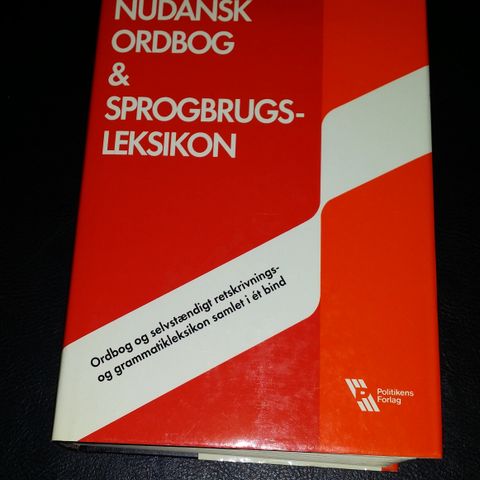 NUDANSK
ORDBOG
&
SPROGBRUGS-
LEKSIKON
Ordbog og selvstændigt retskrivnings-
og grammatikleksikon samlet i ét bind
Politikens
Forlag